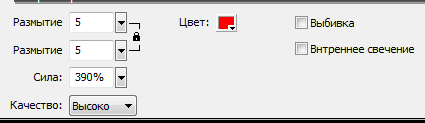 Размытие 5 Цвет: Выбивка
Размытие 5 Внтреннее свечение
Сила: 390%
Качество: Высоко